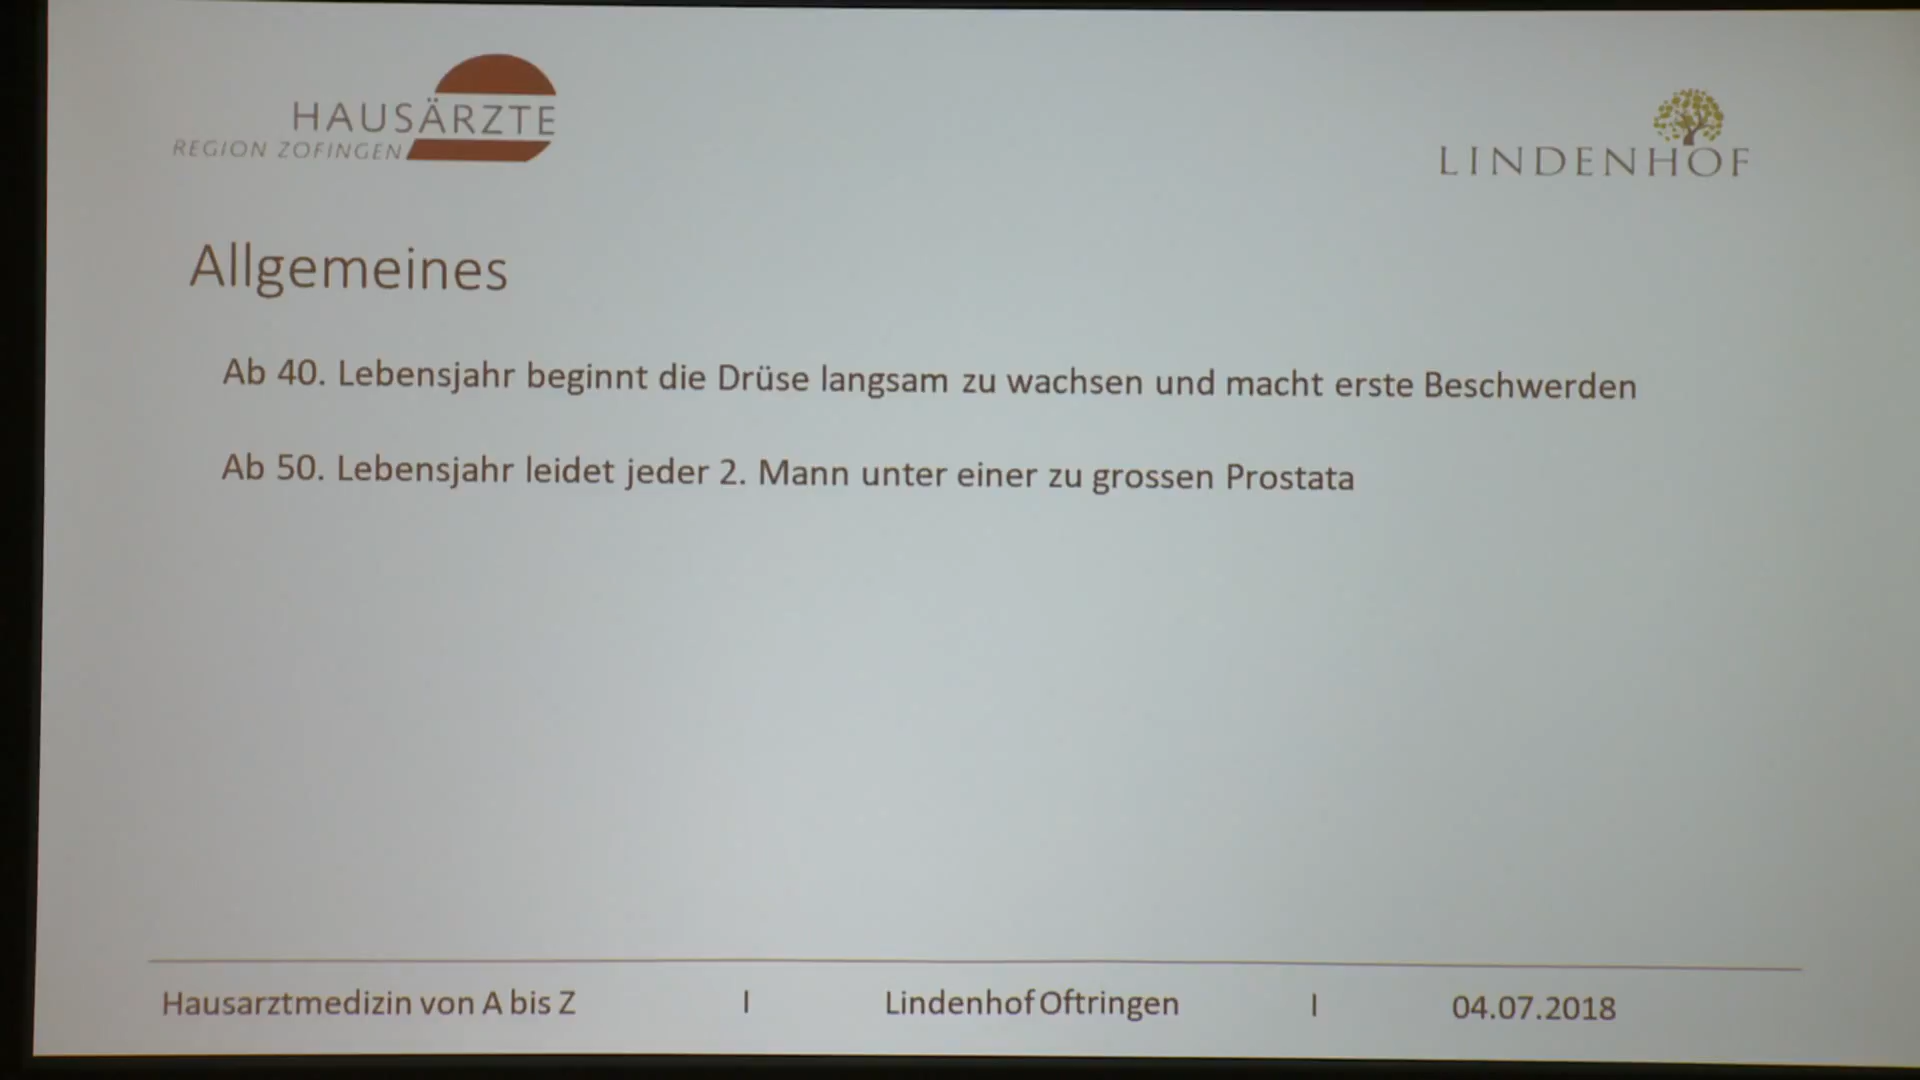 HAUSÄRZTE
REGION ZOFINGEN
LINDENHOF
Allgemeines
Ab 40. Lebensjahr beginnt die Drüse langsam zu wachsen und macht erste Beschwerden
Ab 50. Lebensjahr leidet jeder 2. Mann unter einer zu grossen Prostata
Hausarztmedizin von A bis Z I Lindenhof Oftringen I 04.07.2018